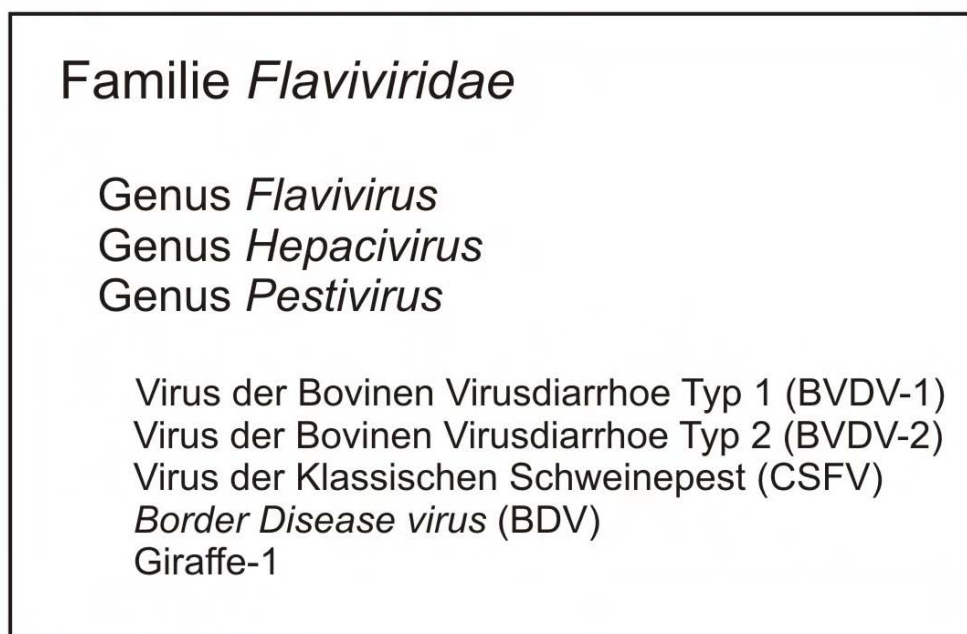 Familie Flaviviridae
Genus Flavivirus
Genus Hepacivirus
Genus Pestivirus
Virus der Bovinen Virusdiarrhoe Typ 1 (BVDV-1)
Virus der Bovinen Virusdiarrhoe Typ 2 (BVDV-2)
Virus der Klassischen Schweinepest (CSFV)
Border Disease virus (BDV)
Giraffe-1